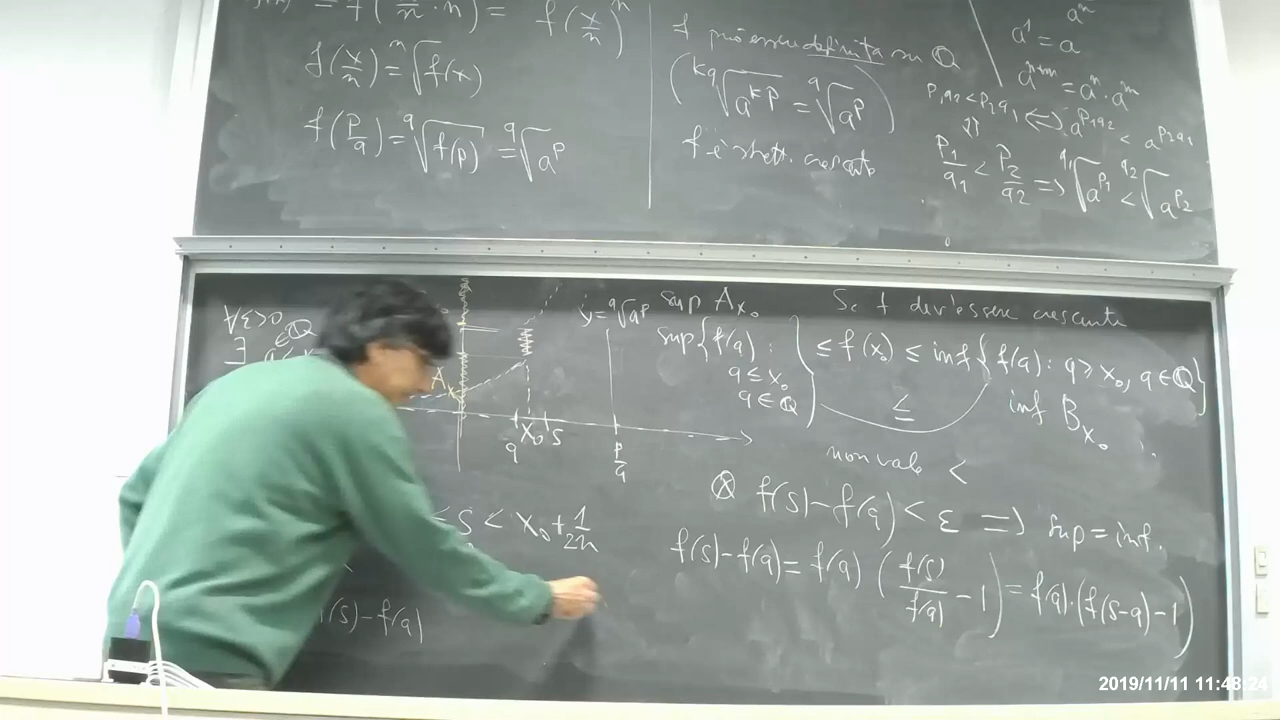 = f(x/n · n) = f(x/n)^n
f(x/n) = ⁿ√f(x)
f(p/q) = ^q√f(p) = ^q√a^p
f può essere definita su ℚ
(^kq√a^kp = ^q√a^p)
f è strett. crescente
a^n
a¹ = a
a^n+m = a^n · a^m
p₁q₂ < p₂q₁ ⇔ a^p₁q₂ < a^p₂q₁
⇕
p₁/q₁ < p₂/q₂ ⇒ ^q₁√a^p₁ < ^q₂√a^p₂
∀ε>0
∃ q
∈ℚ
A x
q x₀ s
p/q
y = ^q√a^p
< s < x₀ + 1/2n
f(s) - f(q)
sup A_x₀
Se f dev'essere crescente
sup{f(q) : q ≤ x₀ q ∈ ℚ} ≤ f(x₀) ≤ inf{f(q) : q ≥ x₀, q ∈ ℚ}
≤
inf B_x₀
non vale <
⊗ f(s) - f(q) < ε ⇒ sup = inf.
f(s) - f(q) = f(q) (f(s)/f(q) - 1) = f(q)·(f(s-q) - 1)
2019/11/11 11:48:24